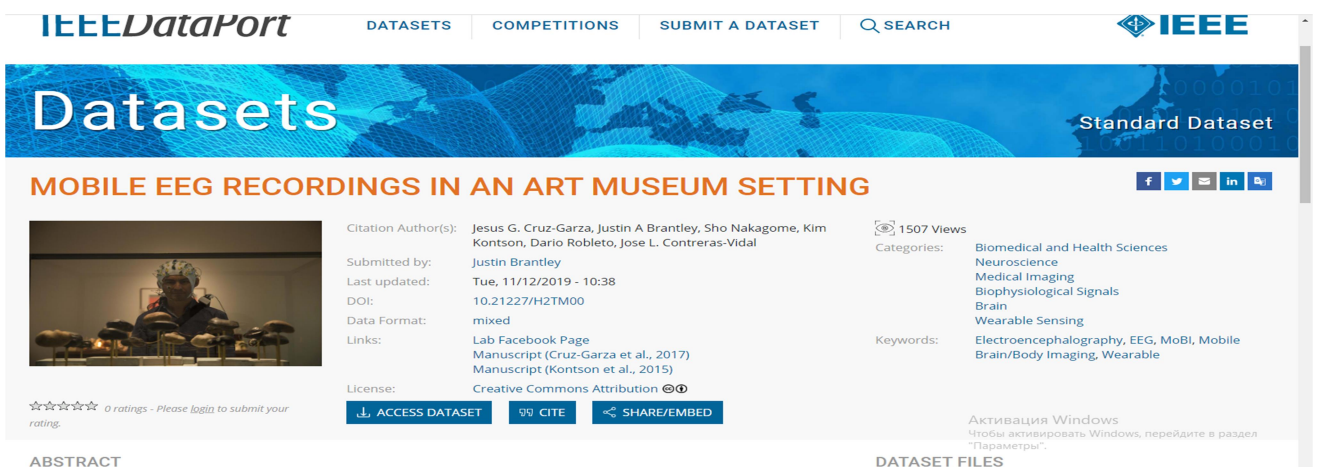 IEEEDataPort
DATASETS
COMPETITIONS
SUBMIT A DATASET
SEARCH
IEEE
Datasets
Standard Dataset
MOBILE EEG RECORDINGS IN AN ART MUSEUM SETTING
Citation Author(s): Jesus G. Cruz-Garza, Justin A Brantley, Sho Nakagome, Kim
Kontson, Dario Robleto, Jose L. Contreras-Vidal
Submitted by: Justin Brantley
Last updated: Tue, 11/12/2019 - 10:38
DOI: 10.21227/H2TM00
Data Format: mixed
Links: Lab Facebook Page
Manuscript (Cruz-Garza et al., 2017)
Manuscript (Kontson et al., 2015)
License: Creative Commons Attribution
ACCESS DATASET
CITE
SHARE/EMBED
0 ratings - Please login to submit your
rating.
1507 Views
Categories: Biomedical and Health Sciences
Neuroscience
Medical Imaging
Biophysiological Signals
Brain
Wearable Sensing
Keywords: Electroencephalography, EEG, MoBI, Mobile
Brain/Body Imaging, Wearable
Активация Windows
Чтобы активировать Windows, перейдите в раздел
"Параметры".
ABSTRACT
DATASET FILES